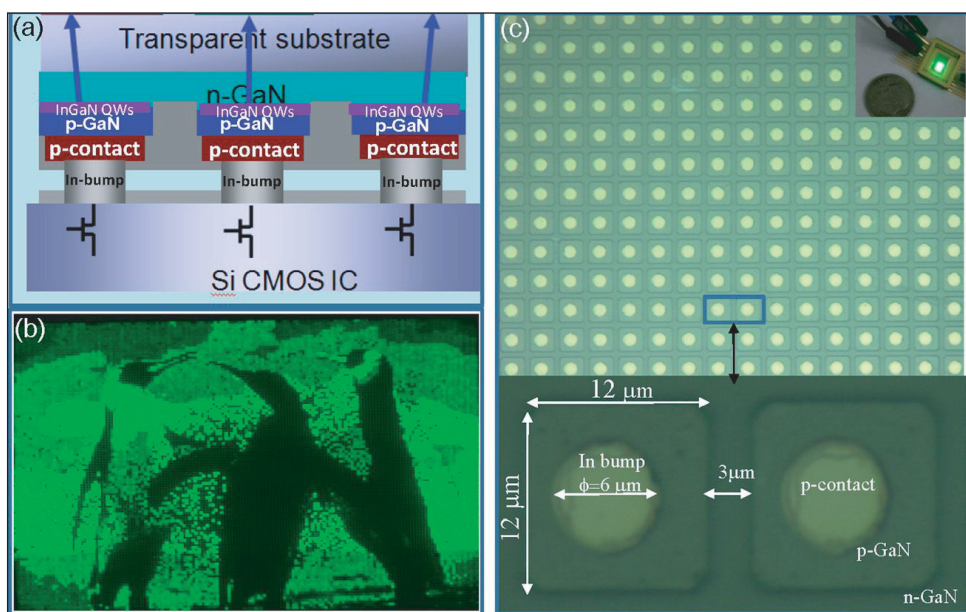 (a)
Transparent substrate
n-GaN
InGaN QWs
InGaN QWs
InGaN QWs
p-GaN
p-GaN
p-GaN
p-contact
p-contact
p-contact
In-bump
In-bump
In-bump
Si CMOS IC
(b)
(c)
12 μm
12 μm
In bump
ϕ=6 μm
3μm
p-contact
p-GaN
n-GaN